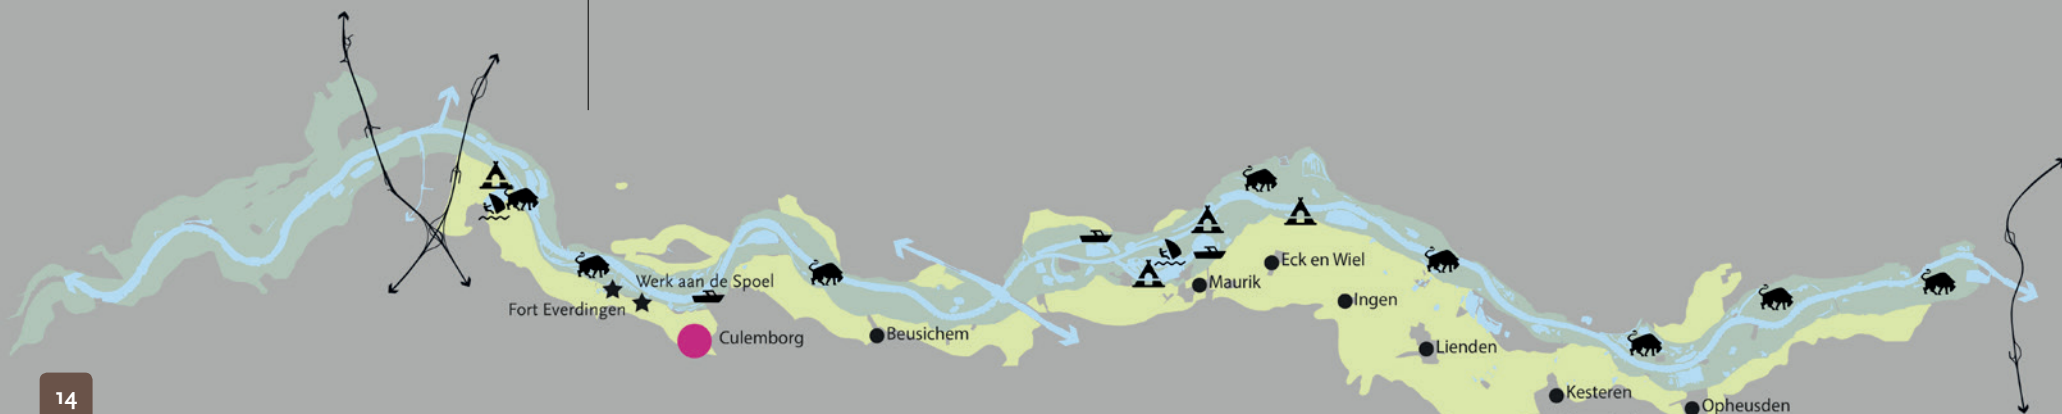 Werk aan de Spoel
Fort Everdingen
Culemborg
Beusichem
Maurik
Eck en Wiel
Ingen
Lienden
Kesteren
Opheusden
14